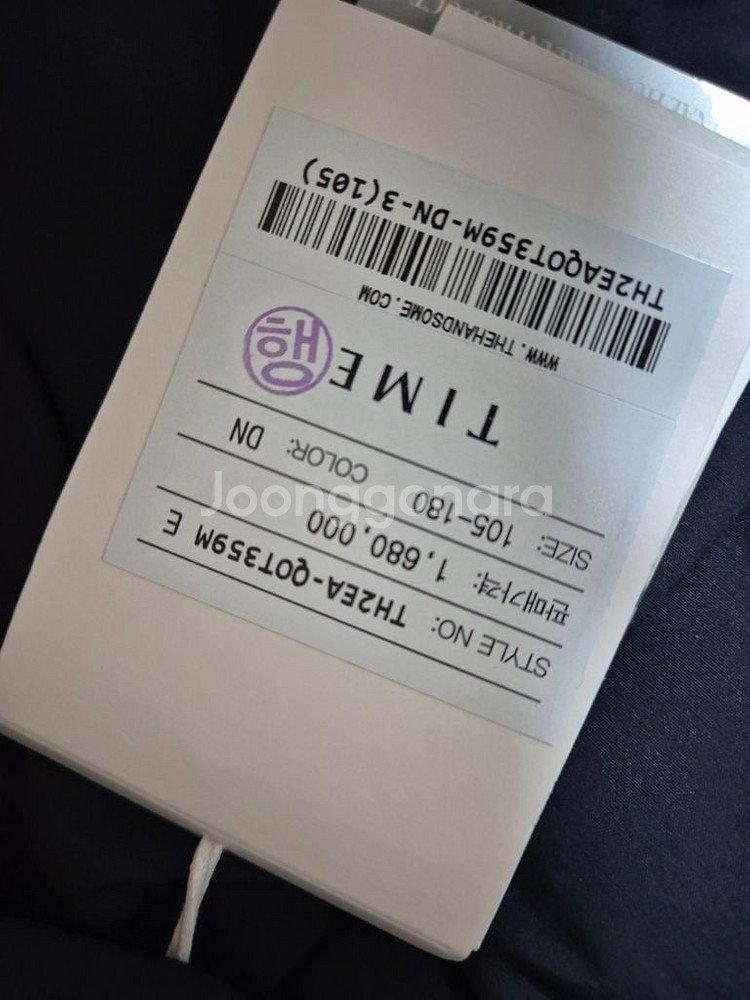 STYLE NO: TH2EA-QOT359M E
판매가격: 1,680,000
SIZE: 105-180 COLOR: DN
TIME
행
WWW.THEHANDSOME.COM
TH2EAQOT359M-DN-3(105)
Joonggonara